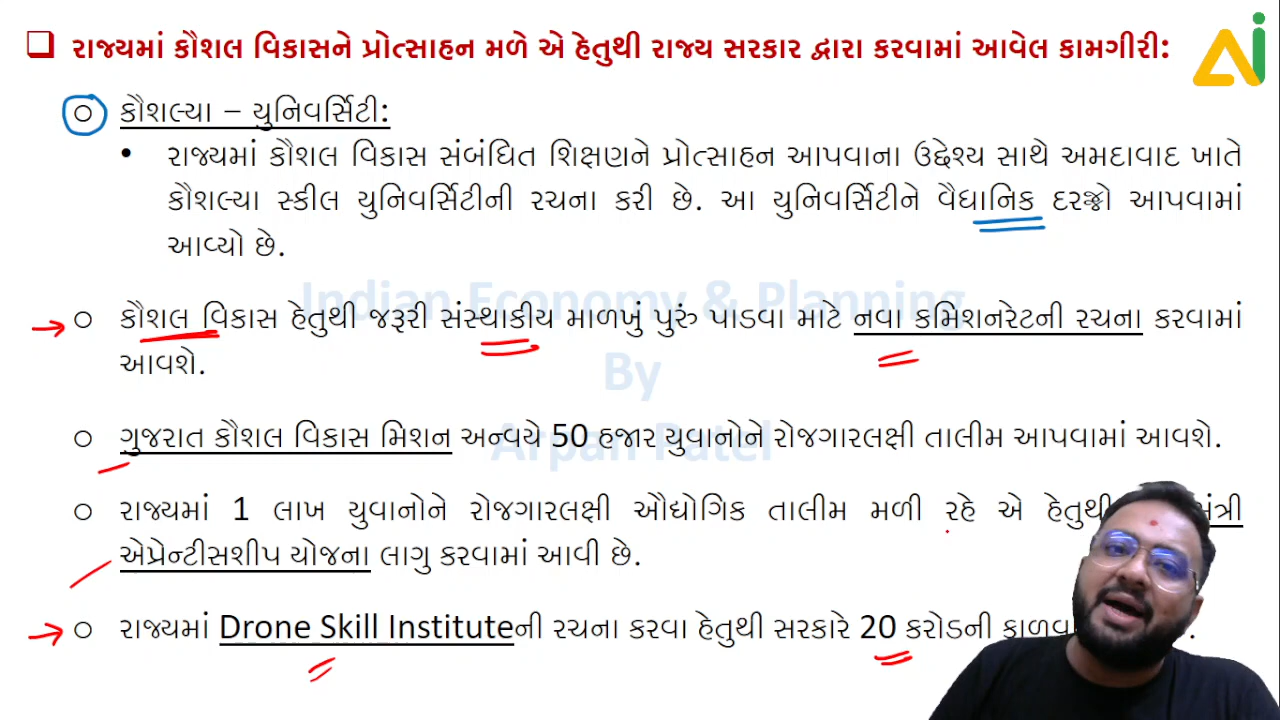 રાજ્યમાં કૌશલ વિકાસને પ્રોત્સાહન મળે એ હેતુથી રાજ્ય સરકાર દ્વારા કરવામાં આવેલ કામગીરી:
કૌશલ્યા – યુનિવર્સિટી:
રાજ્યમાં કૌશલ વિકાસ સંબંધિત શિક્ષણને પ્રોત્સાહન આપવાના ઉદ્દેશ્ય સાથે અમદાવાદ ખાતે
કૌશલ્યા સ્કીલ યુનિવર્સિટીની રચના કરી છે. આ યુનિવર્સિટીને વૈધાનિક દરજ્જો આપવામાં
આવ્યો છે.
કૌશલ વિકાસ હેતુથી જરૂરી સંસ્થાકીય માળખું પુરું પાડવા માટે નવા કમિશનરેટની રચના કરવામાં
આવશે.
ગુજરાત કૌશલ વિકાસ મિશન અન્વયે 50 હજાર યુવાનોને રોજગારલક્ષી તાલીમ આપવામાં આવશે.
રાજ્યમાં 1 લાખ યુવાનોને રોજગારલક્ષી ઔદ્યોગિક તાલીમ મળી રહે એ હેતુથી
એપ્રેન્ટીસશીપ યોજના લાગુ કરવામાં આવી છે.
રાજ્યમાં Drone Skill Instituteની રચના કરવા હેતુથી સરકારે 20 કરોડની
Indian Economy & Planning
By
Arpan Patel